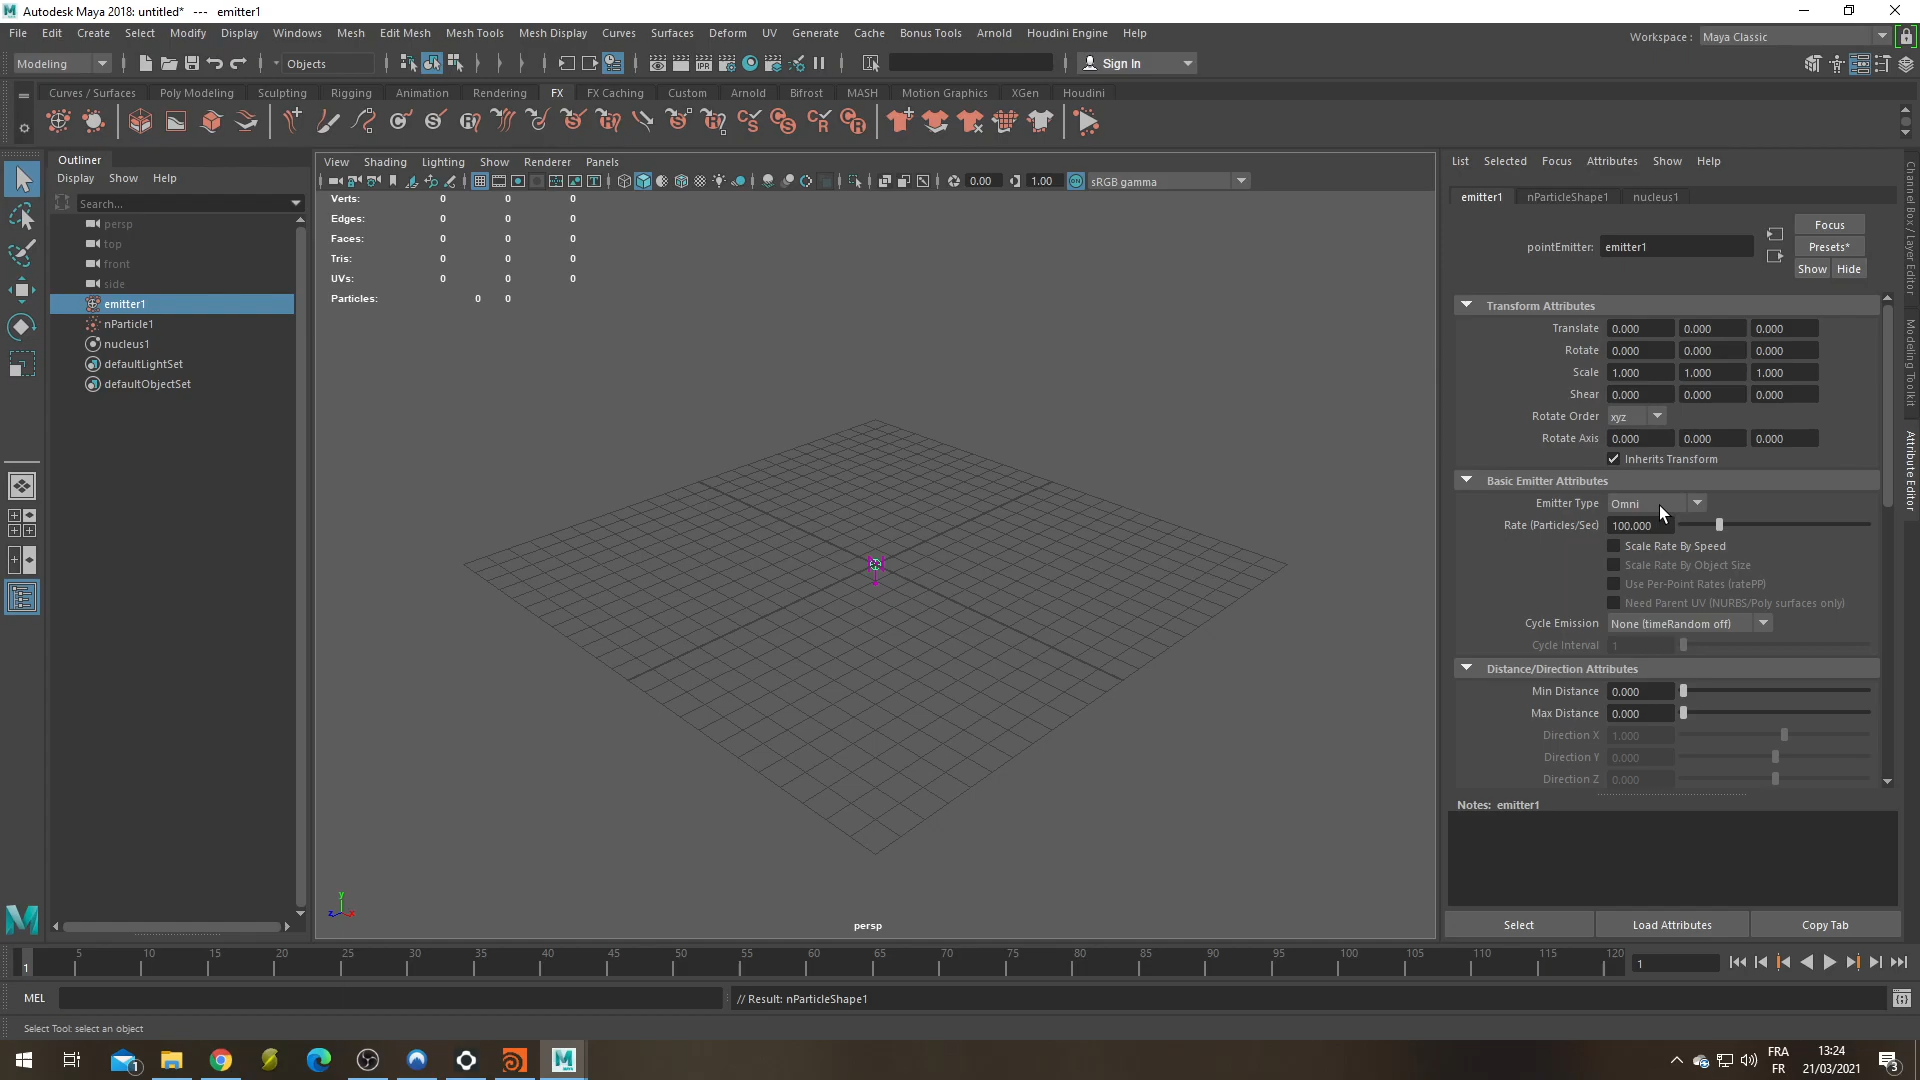 Autodesk Maya 2018: untitled* --- emitter1
File Edit Create Select Modify Display Windows Mesh Edit Mesh Mesh Tools Mesh Display Curves Surfaces Deform UV Generate Cache Bonus Tools Arnold Houdini Engine Help
Workspace : Maya Classic
Modeling Objects Sign In
Curves / Surfaces Poly Modeling Sculpting Rigging Animation Rendering FX FX Caching Custom Arnold Bifrost MASH Motion Graphics XGen Houdini
Outliner
Display Show Help
Search...
persp
top
front
side
emitter1
nParticle1
nucleus1
defaultLightSet
defaultObjectSet
View Shading Lighting Show Renderer Panels
0.00 1.00 sRGB gamma
Verts: 0 0 0
Edges: 0 0 0
Faces: 0 0 0
Tris: 0 0 0
UVs: 0 0 0
Particles: 0 0
y
z x
persp
List Selected Focus Attributes Show Help
emitter1 nParticleShape1 nucleus1
Focus
pointEmitter: emitter1 Presets*
Show Hide
Transform Attributes
Translate 0.000 0.000 0.000
Rotate 0.000 0.000 0.000
Scale 1.000 1.000 1.000
Shear 0.000 0.000 0.000
Rotate Order xyz
Rotate Axis 0.000 0.000 0.000
Inherits Transform
Basic Emitter Attributes
Emitter Type Omni
Rate (Particles/Sec) 100.000
Scale Rate By Speed
Scale Rate By Object Size
Use Per-Point Rates (ratePP)
Need Parent UV (NURBS/Poly surfaces only)
Cycle Emission None (timeRandom off)
Cycle Interval 1
Distance/Direction Attributes
Min Distance 0.000
Max Distance 0.000
Direction X 1.000
Direction Y 0.000
Direction Z 0.000
Notes: emitter1
Select Load Attributes Copy Tab
Channel Box / Layer Editor
Modeling Toolkit
Attribute Editor
1 5 10 15 20 25 30 35 40 45 50 55 60 65 70 75 80 85 90 95 100 105 110 115 120 1
MEL // Result: nParticleShape1
Select Tool: select an object
1 FRA 13:24
FR 21/03/2021 3